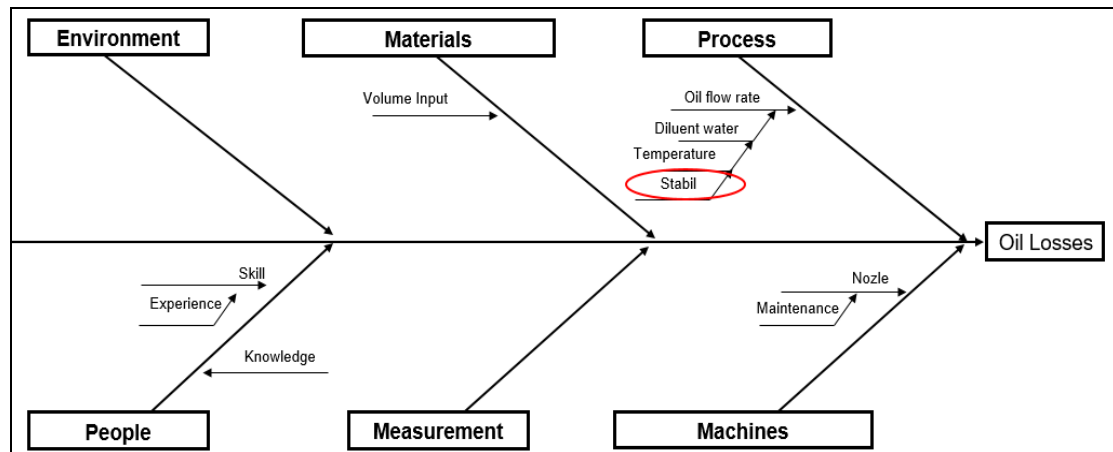 Environment
Materials
Process
Volume Input
Oil flow rate
Diluent water
Temperature
Stabil
Oil Losses
Skill
Experience
Knowledge
Nozle
Maintenance
People
Measurement
Machines